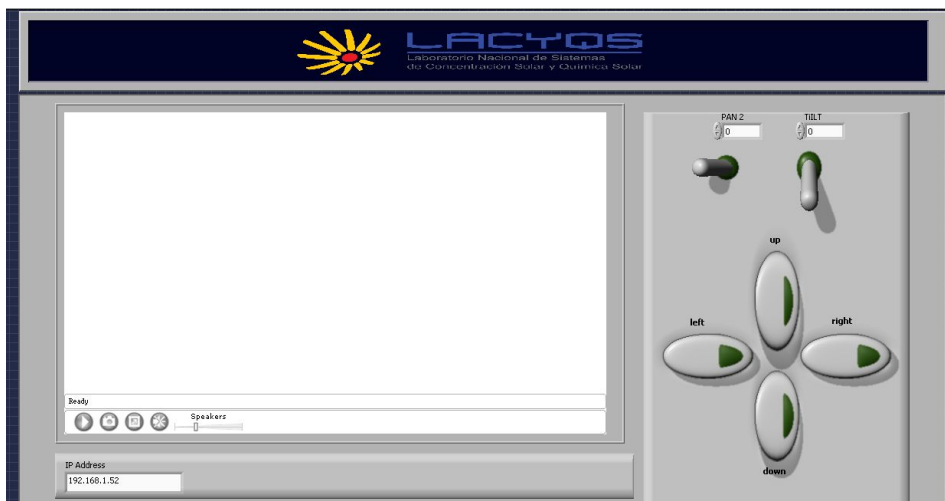 LACYQS
Laboratorio Nacional de Sistemas
de Concentración Solar y Química Solar
PAN 2
TiILT
0
0
up
left
right
down
Ready
Speakers
IP Address
192.168.1.52